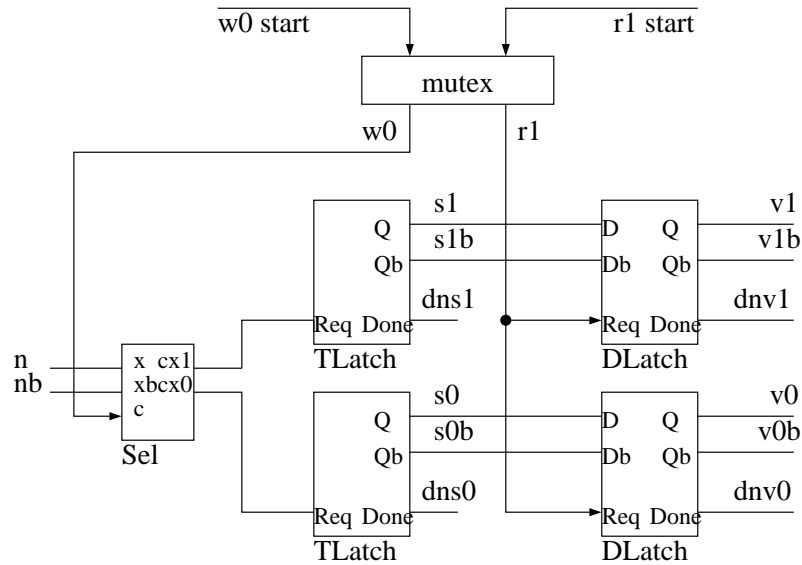 w0 start
r1 start
mutex
w0
r1
s1
v1
Q
D
Q
s1b
v1b
Qb
Db
Qb
dns1
dnv1
Req Done
Req Done
TLatch
DLatch
n
x cx1
nb
xbcx0
c
Sel
s0
v0
Q
D
Q
s0b
v0b
Qb
Db
Qb
dns0
dnv0
Req Done
Req Done
TLatch
DLatch